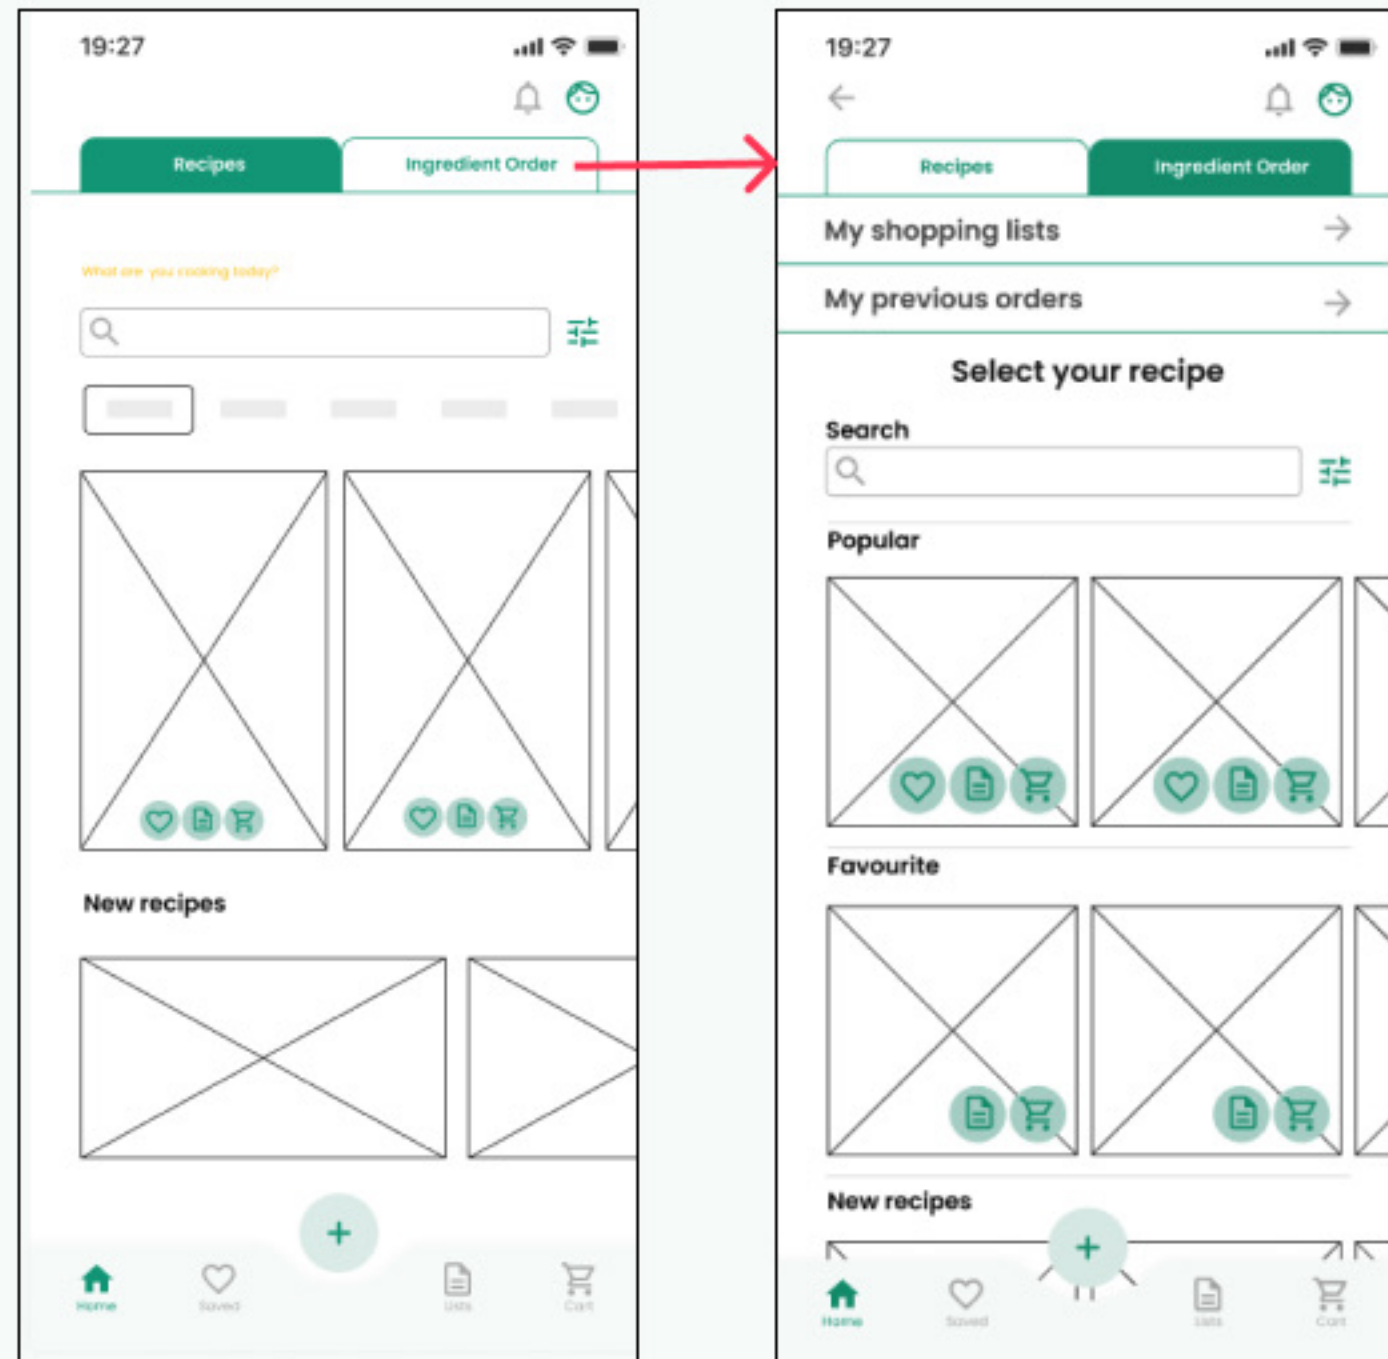 19:27
Recipes
Ingredient Order
What are you cooking today?
New recipes
Home
Saved
Lists
Cart
19:27
Recipes
Ingredient Order
My shopping lists
My previous orders
Select your recipe
Search
Popular
Favourite
New recipes
Home
Saved
Lists
Cart